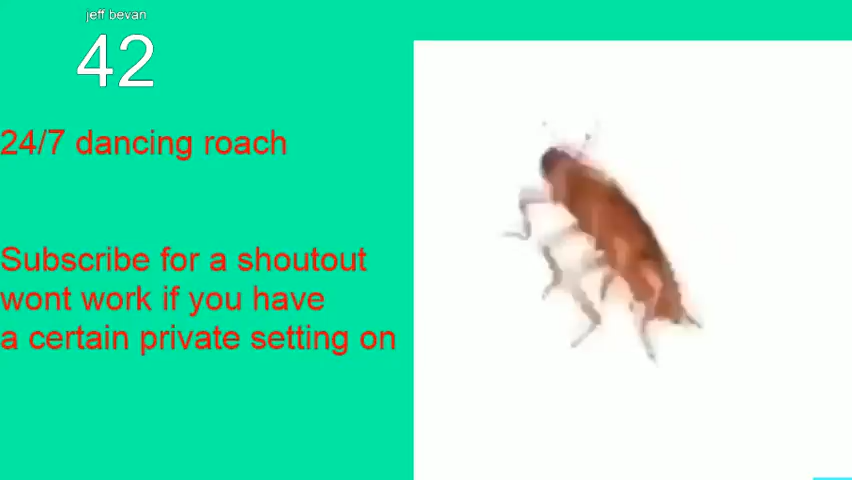 jeff bevan
42
24/7 dancing roach
Subscribe for a shoutout
wont work if you have
a certain private setting on